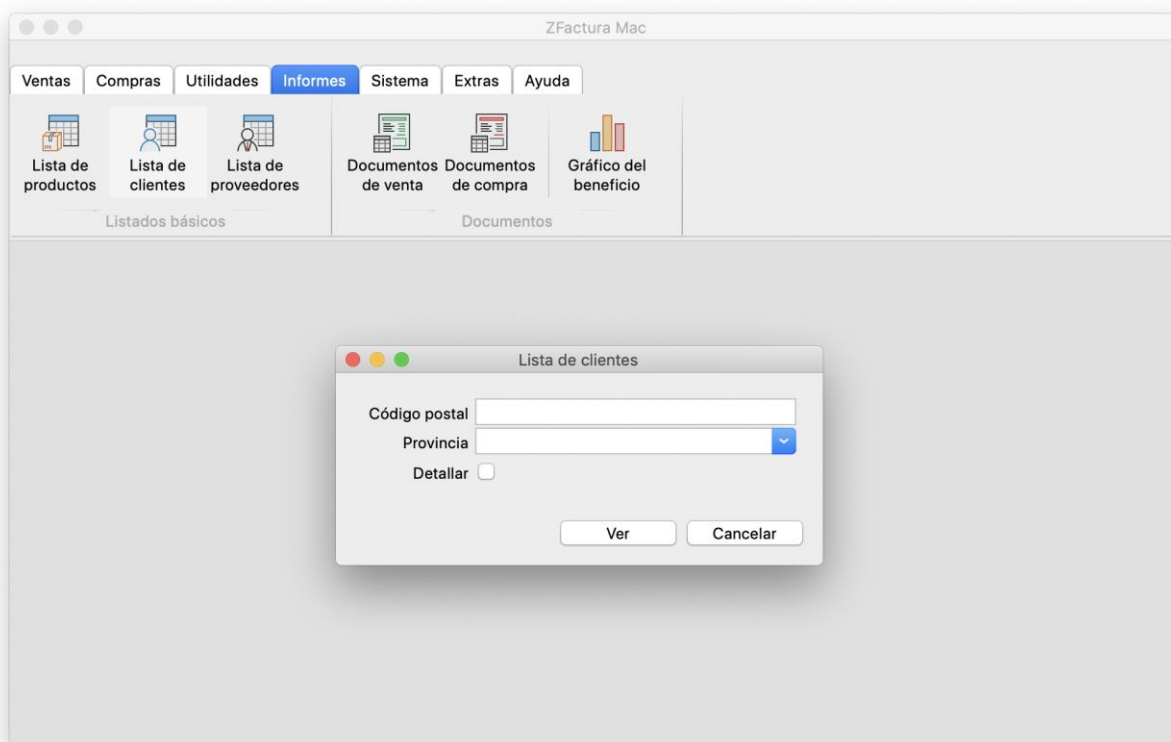 ZFactura Mac
Ventas Compras Utilidades Informes Sistema Extras Ayuda
Lista de productos
Lista de clientes
Lista de proveedores
Documentos de venta
Documentos de compra
Gráfico del beneficio
Listados básicos
Documentos
Lista de clientes
Código postal
Provincia
Detallar
Ver Cancelar